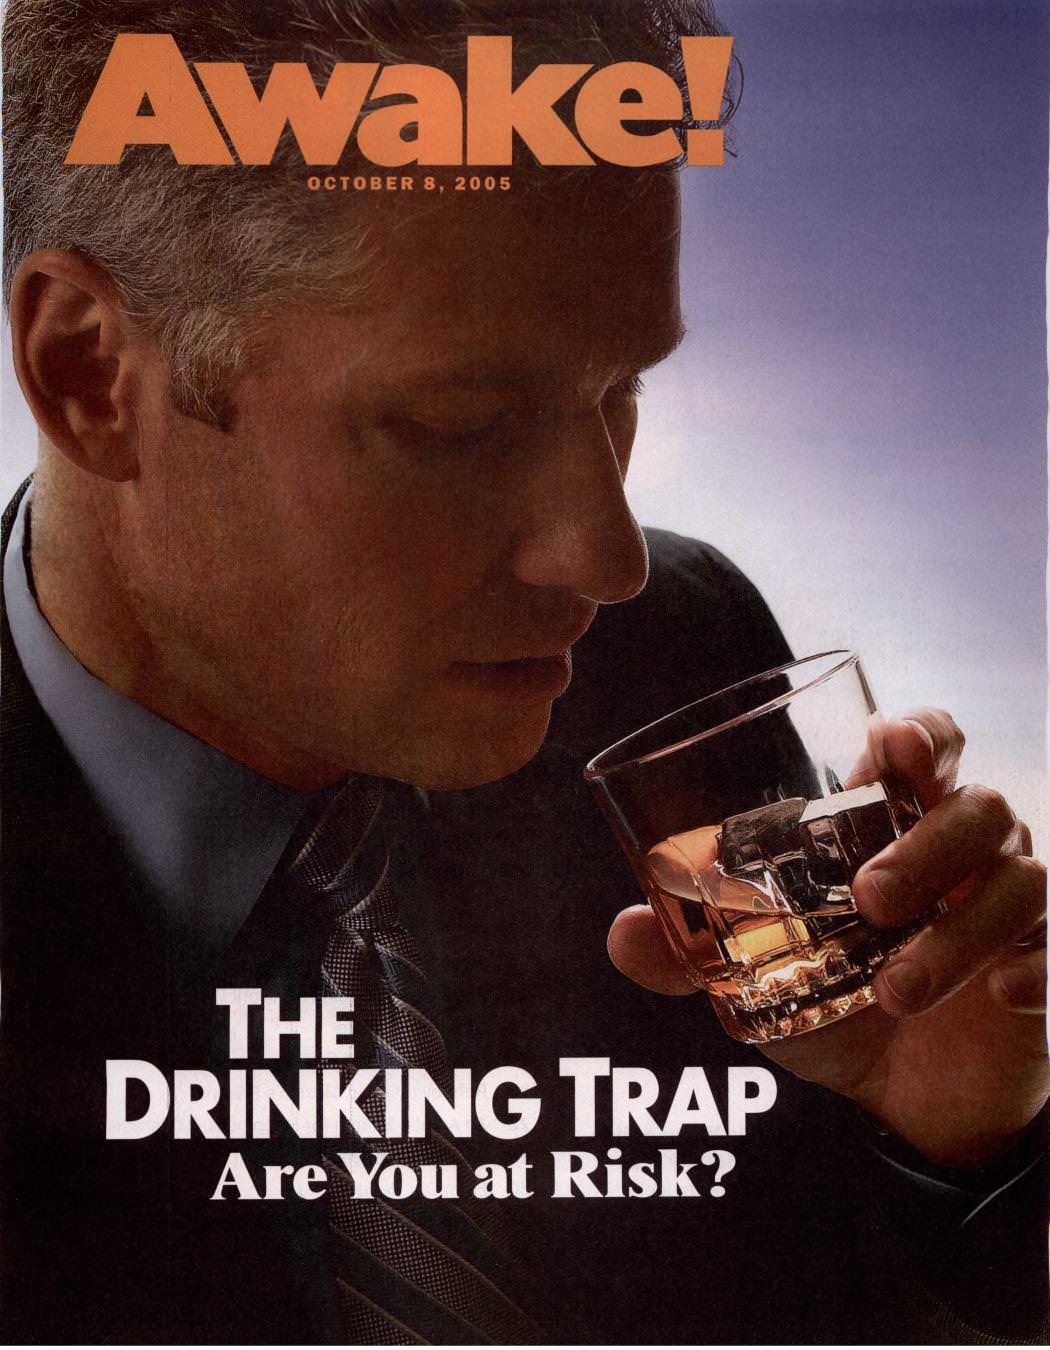 Awake!
OCTOBER 8, 2005
THE
DRINKING TRAP
Are You at Risk?